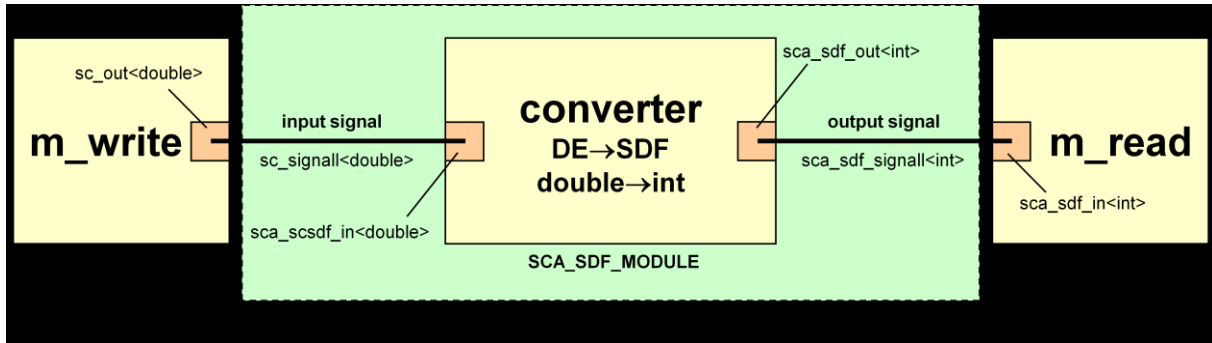 sc_out<double>
m_write
input signal
sc_signall<double>
sca_scsdf_in<double>
converter
DE→SDF
double→int
SCA_SDF_MODULE
sca_sdf_out<int>
output signal
sca_sdf_signall<int>
m_read
sca_sdf_in<int>